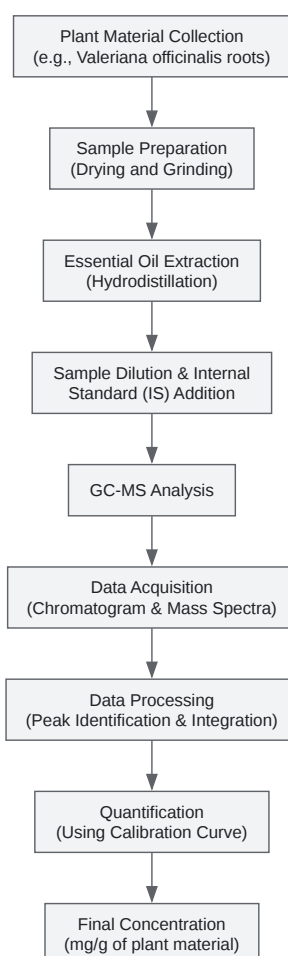 Plant Material Collection
(e.g., Valeriana officinalis roots)
Sample Preparation
(Drying and Grinding)
Essential Oil Extraction
(Hydrodistillation)
Sample Dilution & Internal
Standard (IS) Addition
GC-MS Analysis
Data Acquisition
(Chromatogram & Mass Spectra)
Data Processing
(Peak Identification & Integration)
Quantification
(Using Calibration Curve)
Final Concentration
(mg/g of plant material)